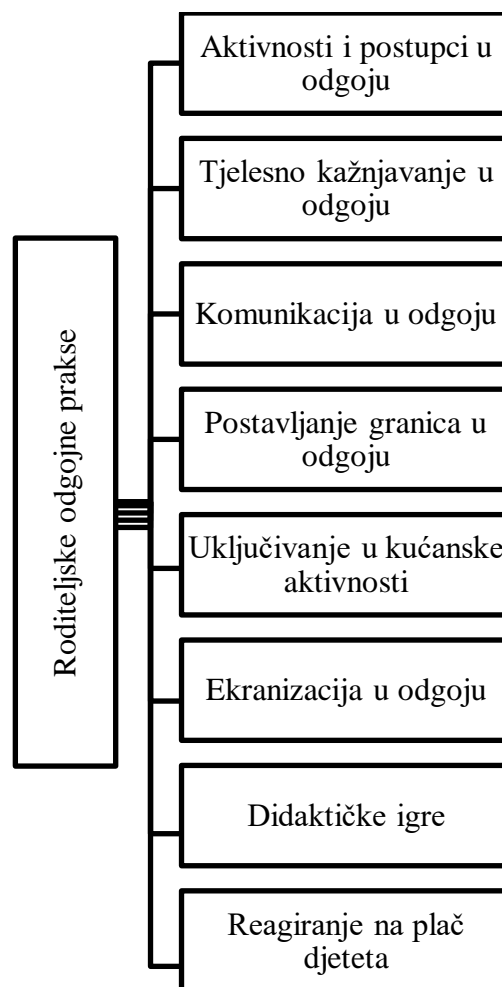 Roditeljske odgojne prakse
Aktivnosti i postupci u
odgoju
Tjelesno kažnjavanje u
odgoju
Komunikacija u odgoju
Postavljanje granica u
odgoju
Uključivanje u kućanske
aktivnosti
Ekranizacija u odgoju
Didaktičke igre
Reagiranje na plač
djeteta